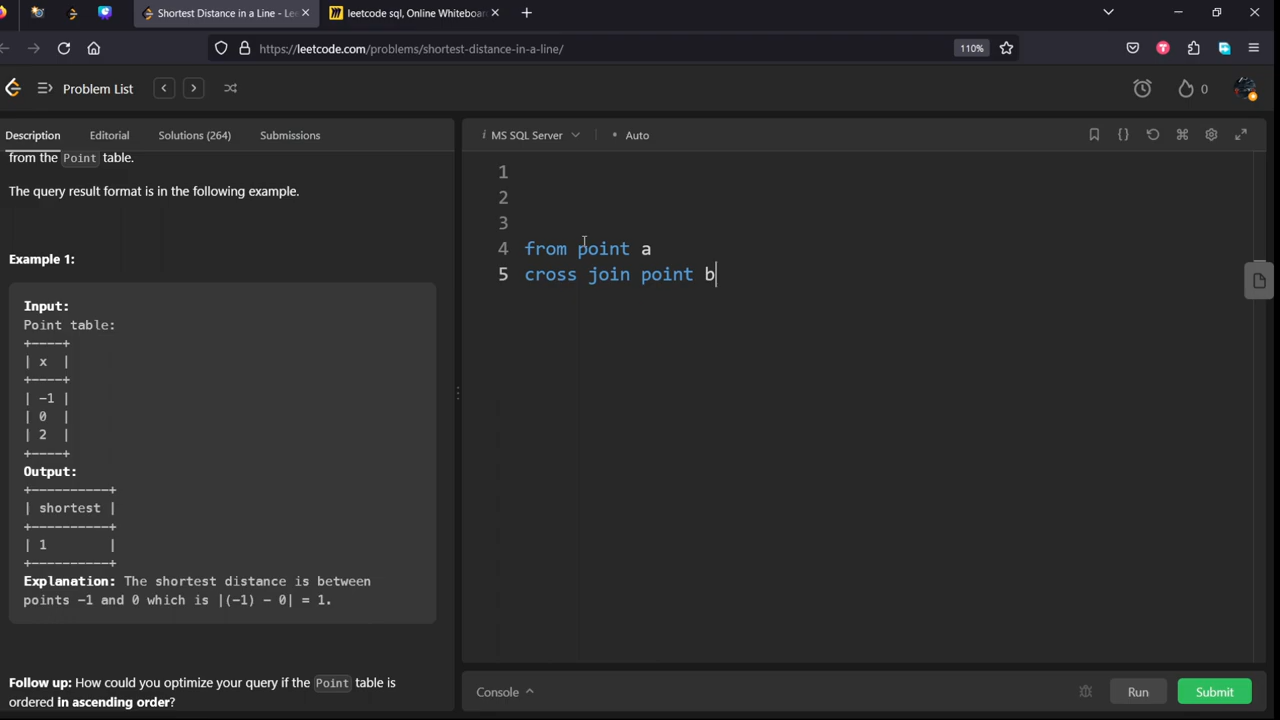 Shortest Distance in a Line - Le
leetcode sql, Online Whiteboard
https://leetcode.com/problems/shortest-distance-in-a-line/
110%
Problem List
0
Description
Editorial
Solutions (264)
Submissions
from the Point table.
The query result format is in the following example.
Example 1:
Input:
Point table:
+----+
| x  |
+----+
| -1 |
| 0  |
| 2  |
+----+
Output:
+----------+
| shortest |
+----------+
| 1        |
+----------+
Explanation: The shortest distance is between
points -1 and 0 which is |(-1) - 0| = 1.
Follow up: How could you optimize your query if the Point table is
ordered in ascending order?
i MS SQL Server
Auto
1
2
3
4 from point a
5 cross join point b
Console
Run
Submit